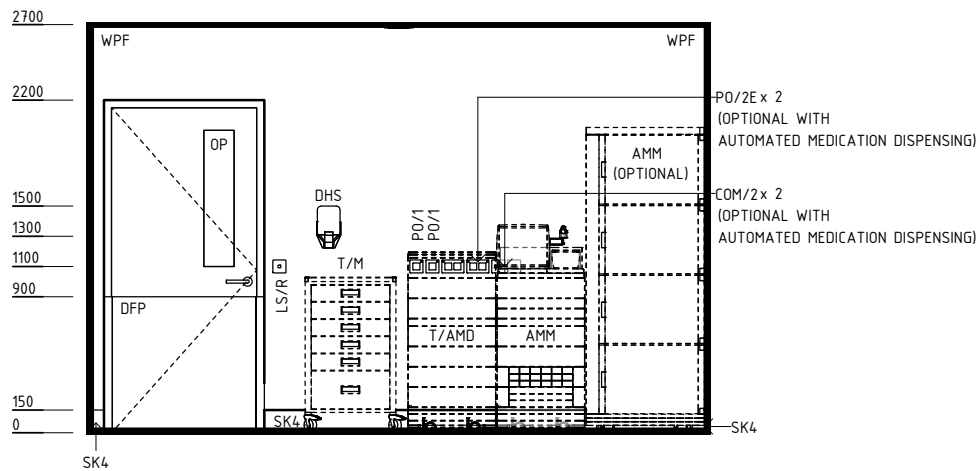 2700
WPF
WPF
2200
PO/2E x 2
(OPTIONAL WITH
AUTOMATED MEDICATION DISPENSING)
OP
AMM
(OPTIONAL)
DHS
COM/2 x 2
(OPTIONAL WITH
AUTOMATED MEDICATION DISPENSING)
1500
1300
1100
900
PO/1
PO/1
T/M
LS/R
DFP
T/AMD
AMM
150
0
SK4
SK4
SK4